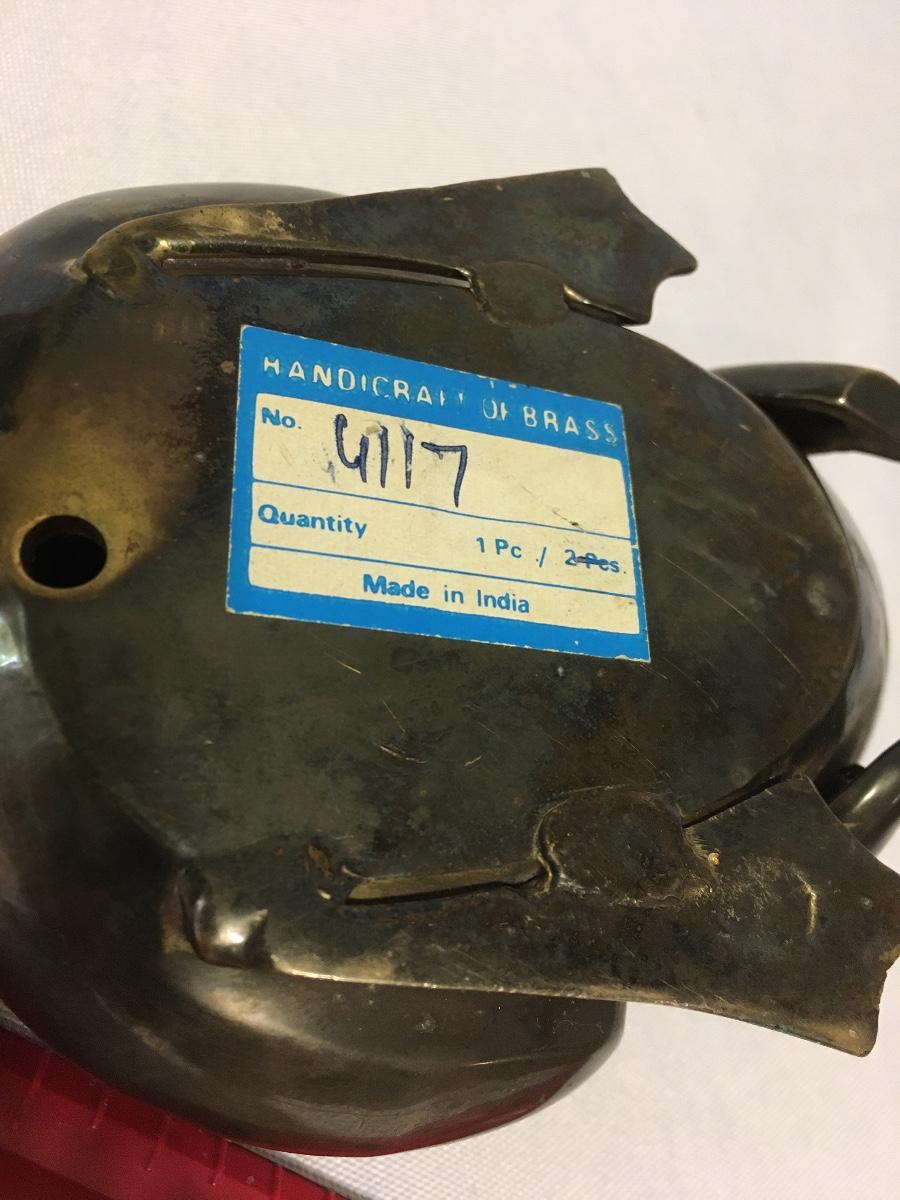 HANDICRAFT OF BRASS
No. 4117
Quantity 1 Pc / 2 Pcs.
Made in India